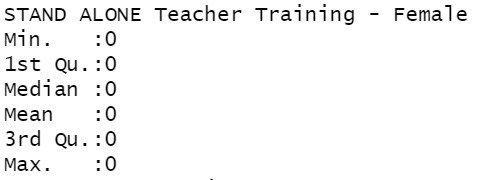 STAND ALONE Teacher Training - Female
Min.   :0
1st Qu.:0
Median :0
Mean   :0
3rd Qu.:0
Max.   :0